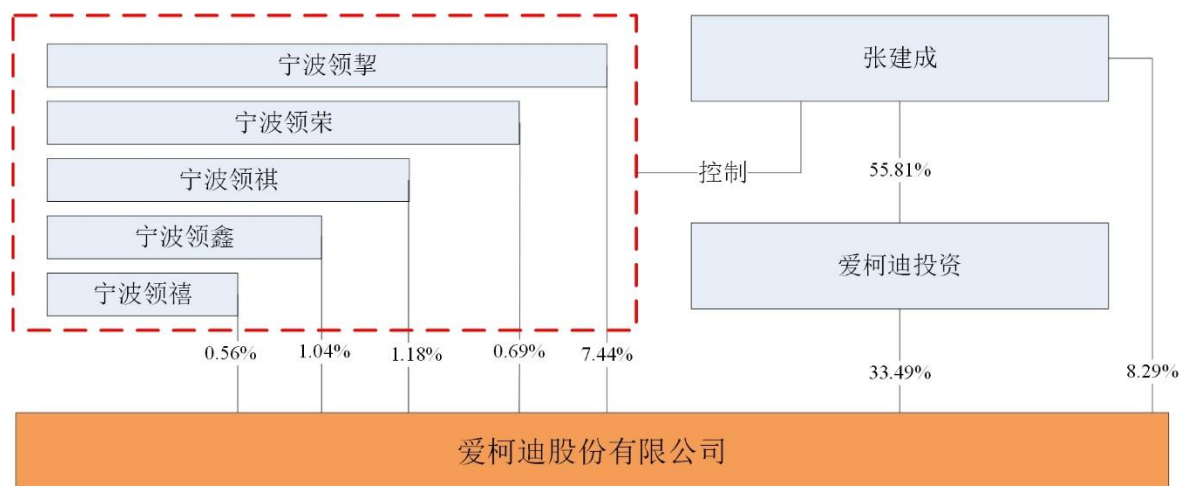 宁波领挈
宁波领荣
宁波领祺
宁波领鑫
宁波领禧
张建成
控制
55.81%
爱柯迪投资
0.56%
1.04%
1.18%
0.69%
7.44%
33.49%
8.29%
爱柯迪股份有限公司